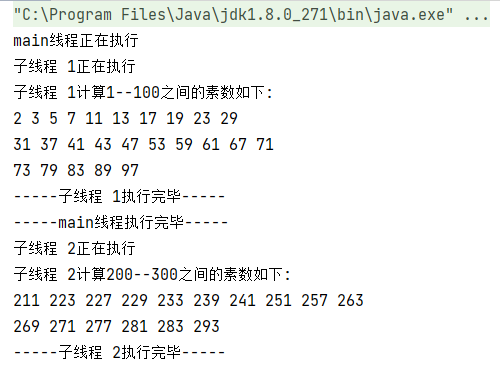 "C:\Program Files\Java\jdk1.8.0_271\bin\java.exe" ...
main线程正在执行
子线程 1正在执行
子线程 1计算1--100之间的素数如下:
2 3 5 7 11 13 17 19 23 29
31 37 41 43 47 53 59 61 67 71
73 79 83 89 97
-----子线程 1执行完毕-----
-----main线程执行完毕-----
子线程 2正在执行
子线程 2计算200--300之间的素数如下:
211 223 227 229 233 239 241 251 257 263
269 271 277 281 283 293
-----子线程 2执行完毕-----